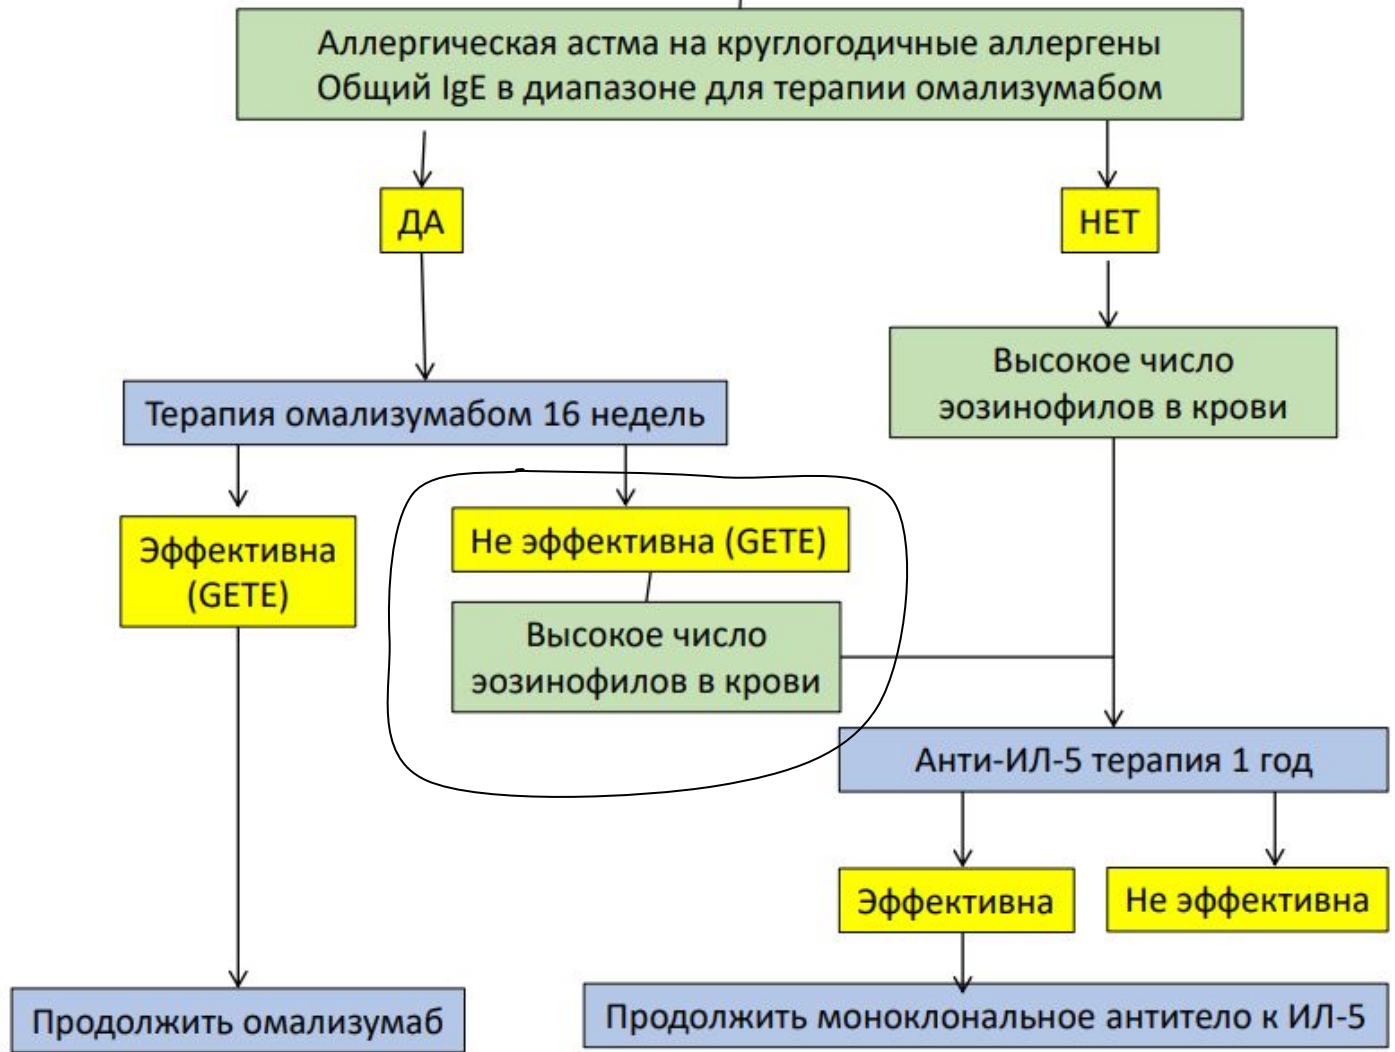 Аллергическая астма на круглогодичные аллергены
Общий IgE в диапазоне для терапии омализумабом
ДА
НЕТ
Высокое число
эозинофилов в крови
Терапия омализумабом 16 недель
Эффективна
(GETE)
Не эффективна (GETE)
Высокое число
эозинофилов в крови
Анти-ИЛ-5 терапия 1 год
Эффективна
Не эффективна
Продолжить омализумаб
Продолжить моноклональное антитело к ИЛ-5